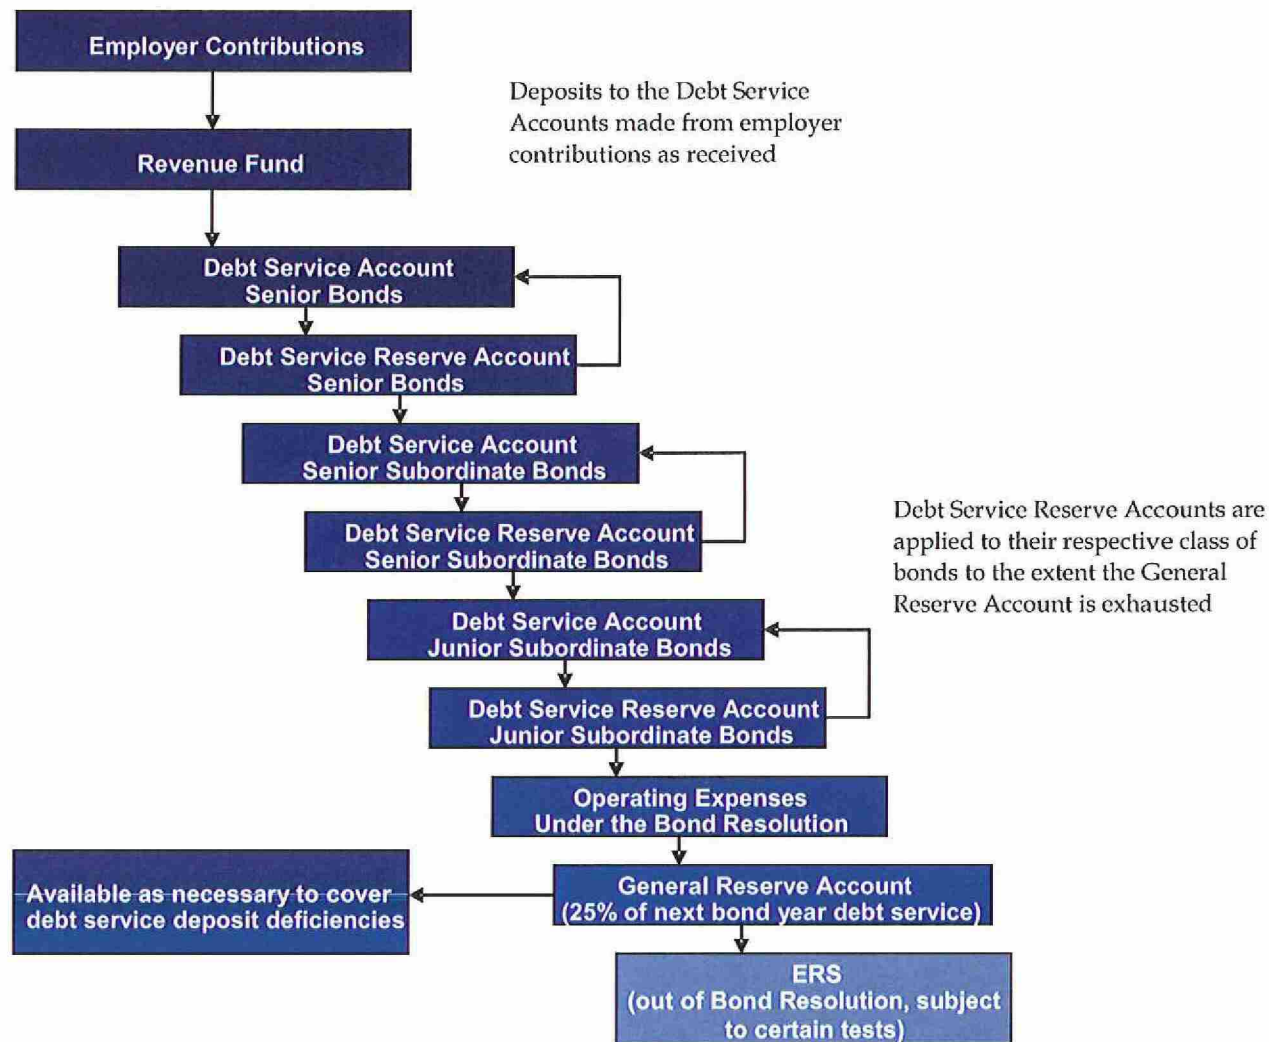 Employer Contributions
Deposits to the Debt Service
Accounts made from employer
contributions as received
Revenue Fund
Debt Service Account
Senior Bonds
Debt Service Reserve Account
Senior Bonds
Debt Service Account
Senior Subordinate Bonds
Debt Service Reserve Account
Senior Subordinate Bonds
Debt Service Reserve Accounts are
applied to their respective class of
bonds to the extent the General
Reserve Account is exhausted
Debt Service Account
Junior Subordinate Bonds
Debt Service Reserve Account
Junior Subordinate Bonds
Operating Expenses
Under the Bond Resolution
General Reserve Account
(25% of next bond year debt service)
Available as necessary to cover
debt service deposit deficiencies
ERS
(out of Bond Resolution, subject
to certain tests)